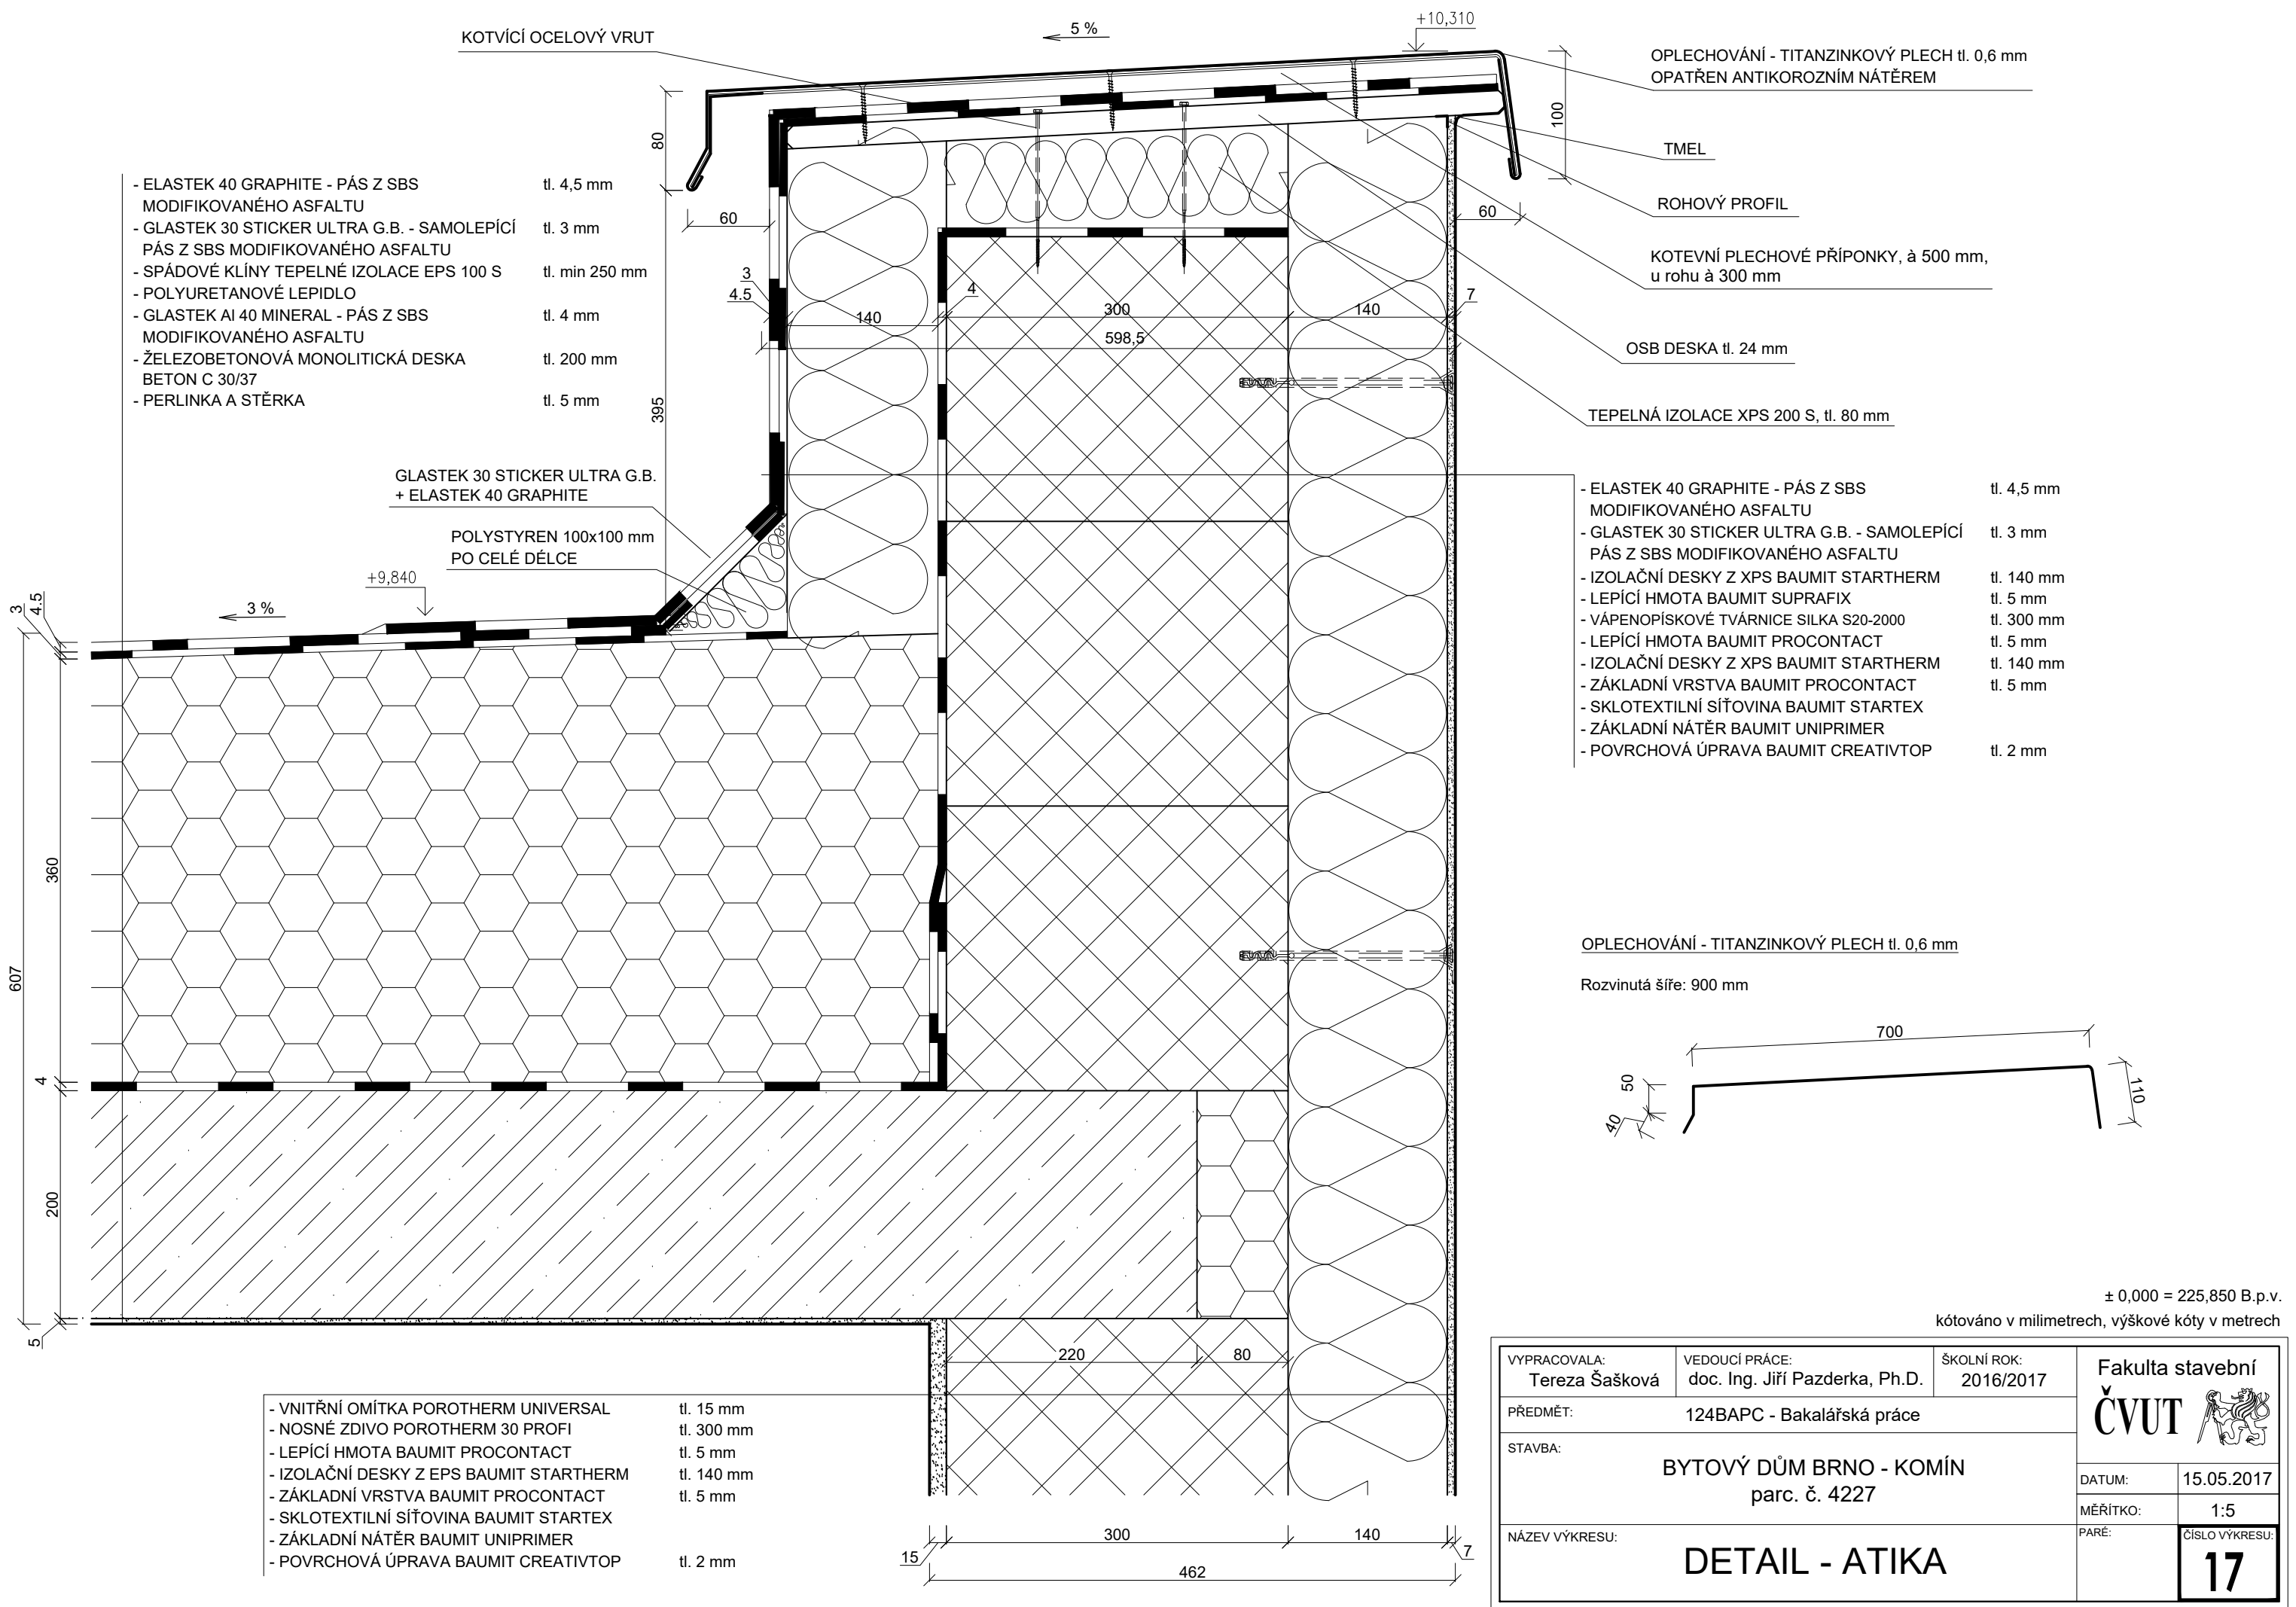 KOTVÍCÍ OCELOVÝ VRUT
5 %
+10,310
OPLECHOVÁNÍ - TITANZINKOVÝ PLECH tl. 0,6 mm
OPATŘEN ANTIKOROZNÍM NÁTĚREM
80
100
TMEL
ROHOVÝ PROFIL
KOTEVNÍ PLECHOVÉ PŘÍPONKY, à 500 mm,
u rohu à 300 mm
OSB DESKA tl. 24 mm
TEPELNÁ IZOLACE XPS 200 S, tl. 80 mm
- ELASTEK 40 GRAPHITE - PÁS Z SBS tl. 4,5 mm
MODIFIKOVANÉHO ASFALTU
- GLASTEK 30 STICKER ULTRA G.B. - SAMOLEPÍCÍ tl. 3 mm
PÁS Z SBS MODIFIKOVANÉHO ASFALTU
- SPÁDOVÉ KLÍNY TEPELNÉ IZOLACE EPS 100 S tl. min 250 mm
- POLYURETANOVÉ LEPIDLO
- GLASTEK Al 40 MINERAL - PÁS Z SBS tl. 4 mm
MODIFIKOVANÉHO ASFALTU
- ŽELEZOBETONOVÁ MONOLITICKÁ DESKA tl. 200 mm
BETON C 30/37
- PERLINKA A STĚRKA tl. 5 mm
60
60
3
4.5
140
4
300
140
7
598,5
395
GLASTEK 30 STICKER ULTRA G.B.
+ ELASTEK 40 GRAPHITE
POLYSTYREN 100x100 mm
PO CELÉ DÉLCE
+9,840
3 %
3
4.5
360
607
4
200
5
- ELASTEK 40 GRAPHITE - PÁS Z SBS tl. 4,5 mm
MODIFIKOVANÉHO ASFALTU
- GLASTEK 30 STICKER ULTRA G.B. - SAMOLEPÍCÍ tl. 3 mm
PÁS Z SBS MODIFIKOVANÉHO ASFALTU
- IZOLAČNÍ DESKY Z XPS BAUMIT STARTHERM tl. 140 mm
- LEPÍCÍ HMOTA BAUMIT SUPRAFIX tl. 5 mm
- VÁPENOPÍSKOVÉ TVÁRNICE SILKA S20-2000 tl. 300 mm
- LEPÍCÍ HMOTA BAUMIT PROCONTACT tl. 5 mm
- IZOLAČNÍ DESKY Z XPS BAUMIT STARTHERM tl. 140 mm
- ZÁKLADNÍ VRSTVA BAUMIT PROCONTACT tl. 5 mm
- SKLOTEXTILNÍ SÍŤOVINA BAUMIT STARTEX
- ZÁKLADNÍ NÁTĚR BAUMIT UNIPRIMER
- POVRCHOVÁ ÚPRAVA BAUMIT CREATIVTOP tl. 2 mm
OPLECHOVÁNÍ - TITANZINKOVÝ PLECH tl. 0,6 mm
Rozvinutá šíře: 900 mm
700
50
40
110
220
80
- VNITŘNÍ OMÍTKA POROTHERM UNIVERSAL tl. 15 mm
- NOSNÉ ZDIVO POROTHERM 30 PROFI tl. 300 mm
- LEPÍCÍ HMOTA BAUMIT PROCONTACT tl. 5 mm
- IZOLAČNÍ DESKY Z EPS BAUMIT STARTHERM tl. 140 mm
- ZÁKLADNÍ VRSTVA BAUMIT PROCONTACT tl. 5 mm
- SKLOTEXTILNÍ SÍŤOVINA BAUMIT STARTEX
- ZÁKLADNÍ NÁTĚR BAUMIT UNIPRIMER
- POVRCHOVÁ ÚPRAVA BAUMIT CREATIVTOP tl. 2 mm
15
300
140
7
462
± 0,000 = 225,850 B.p.v.
kótováno v milimetrech, výškové kóty v metrech
VYPRACOVALA:
Tereza Šašková
VEDOUCÍ PRÁCE:
doc. Ing. Jiří Pazderka, Ph.D.
ŠKOLNÍ ROK:
2016/2017
Fakulta stavební
ČVUT
PŘEDMĚT:
124BAPC - Bakalářská práce
STAVBA:
BYTOVÝ DŮM BRNO - KOMÍN
parc. č. 4227
DATUM:
15.05.2017
MĚŘÍTKO:
1:5
NÁZEV VÝKRESU:
DETAIL - ATIKA
PARÉ:
ČÍSLO VÝKRESU:
17